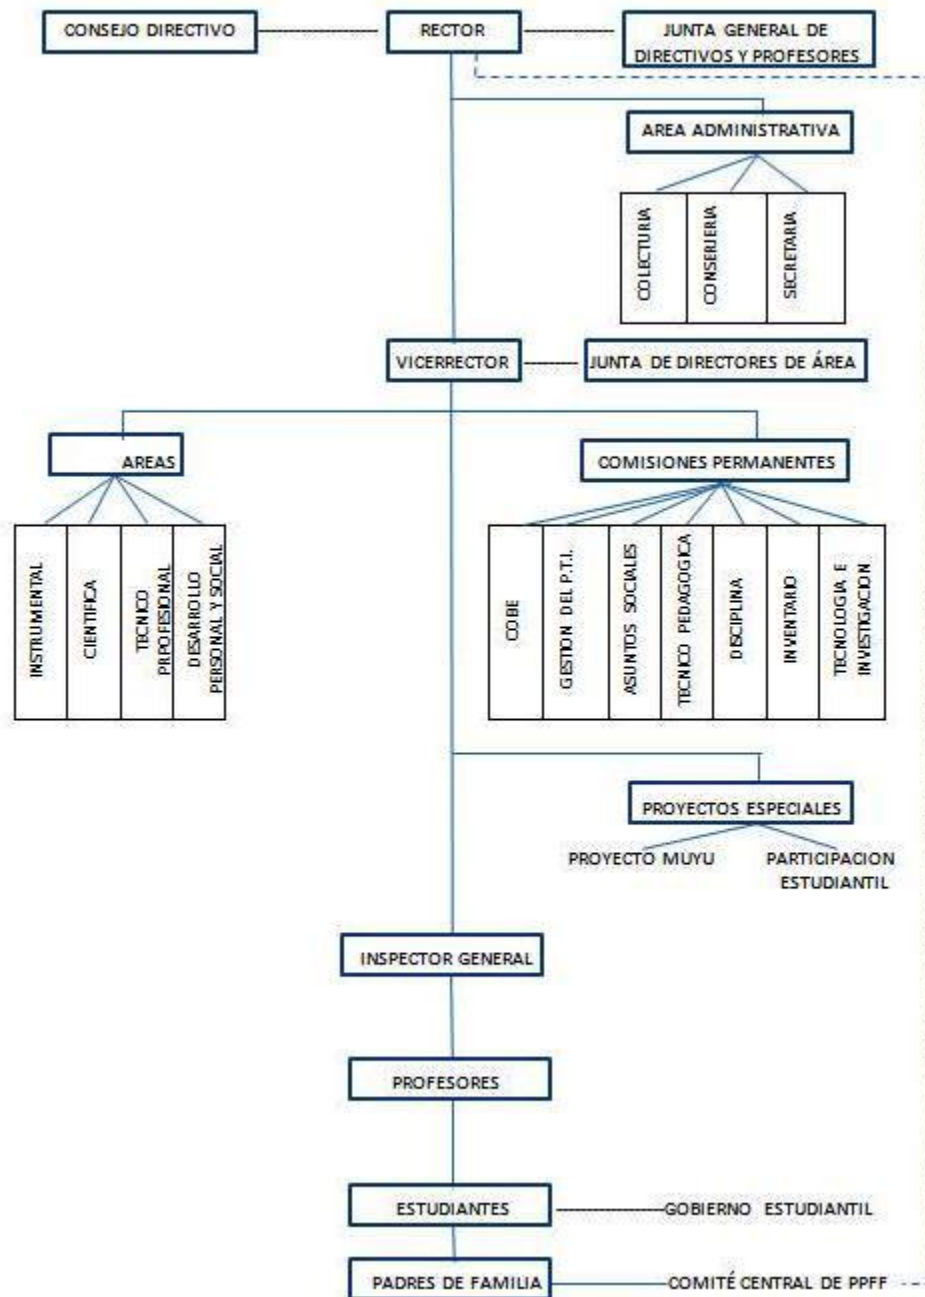 CONSEJO DIRECTIVO
RECTOR
JUNTA GENERAL DE
DIRECTIVOS Y PROFESORES
AREA ADMINISTRATIVA
COLECTURIA
CONSERJERIA
SECRETARIA
VICERRECTOR
JUNTA DE DIRECTORES DE ÁREA
AREAS
COMISIONES PERMANENTES
INSTRUMENTAL
CIENTIFICA
TECNICO
PRPOFESIONAL
DESARROLLO
PERSONAL Y SOCIAL
COBE
GESTION DEL P.T.I.
ASUNTOS SOCIALES
TECNICO PEDAGOGICA
DISCIPLINA
INVENTARIO
TECNOLOGIA E
INVESTIGACION.
PROYECTOS ESPECIALES
PROYECTO MUYU
PARTICIPACION
ESTUDIANTIL
INSPECTOR GENERAL
PROFESORES
ESTUDIANTES
GOBIERNO ESTUDIANTIL
PADRES DE FAMILIA
COMITÉ CENTRAL DE PPFF